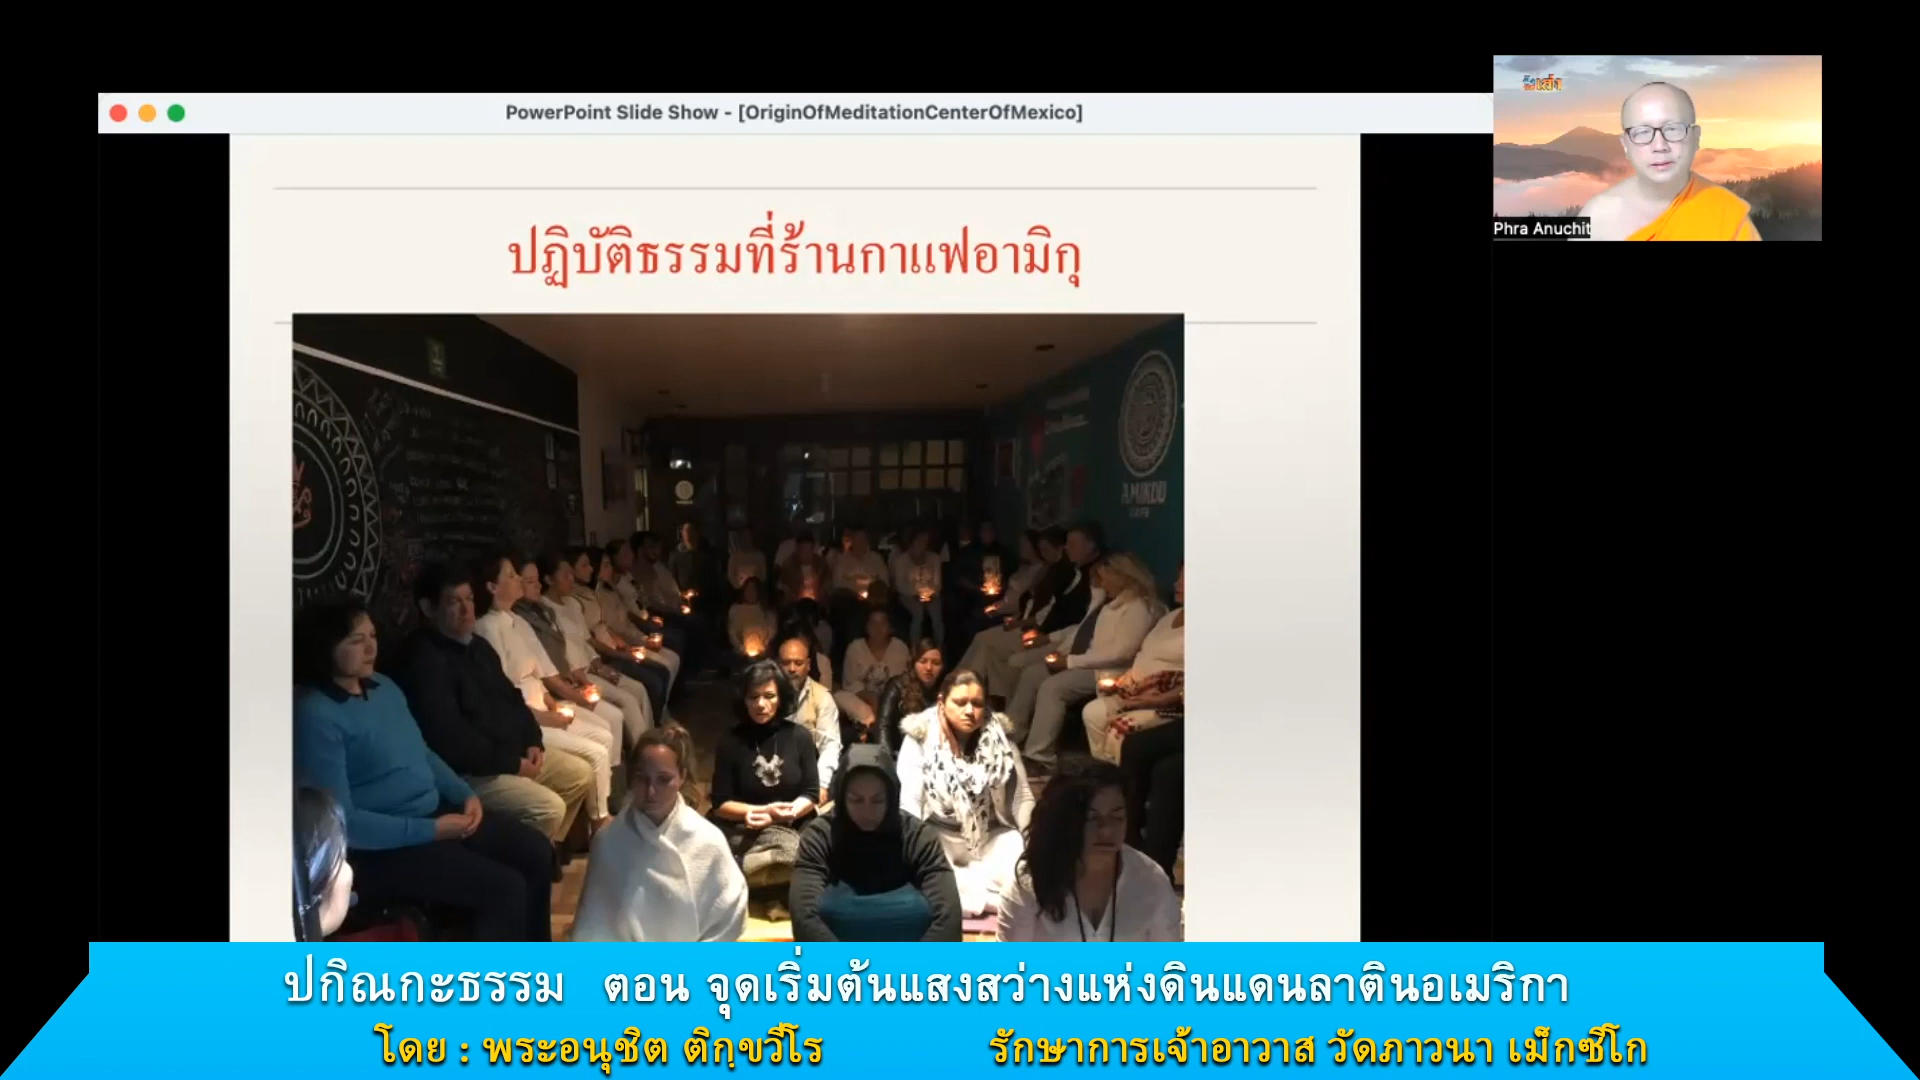 PowerPoint Slide Show - [OriginOfMeditationCenterOfMexico]
Phra Anuchit
ปฏิบัติธรรมที่ร้านกาแฟอามิกุ
AMIKOO
CAFE
ปกิณกะธรรม ตอน จุดเริ่มต้นแสงสว่างแห่งดินแดนลาตินอเมริกา
โดย : พระอนุชิต ติกฺขวีโร รักษาการเจ้าอาวาส วัดภาวนา เม็กซิโก